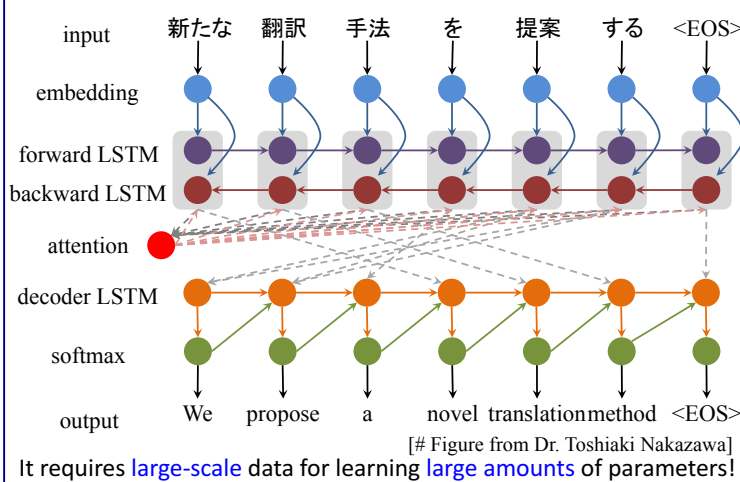 input 新たな 翻訳 手法 を 提案 する <EOS>
embedding
forward LSTM
backward LSTM
attention
decoder LSTM
softmax
output We propose a novel translation method <EOS>
[# Figure from Dr. Toshiaki Nakazawa]
It requires large-scale data for learning large amounts of parameters!